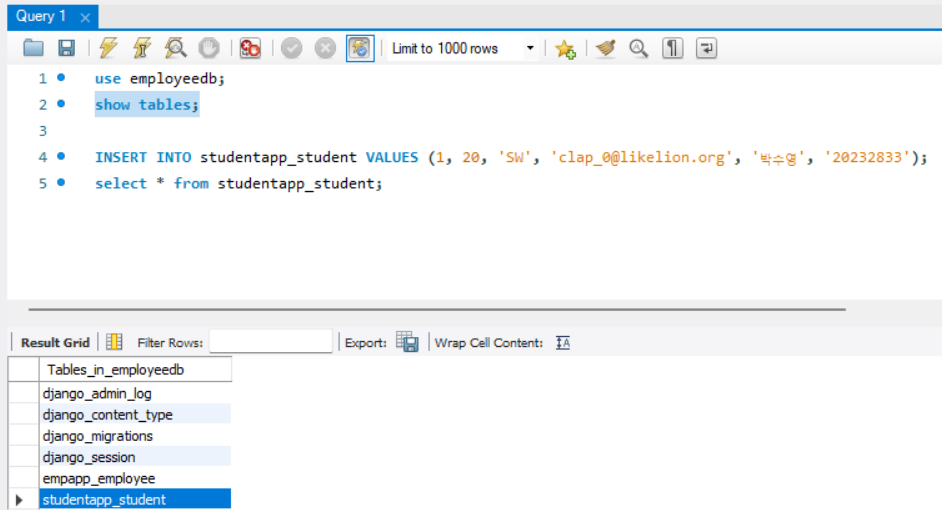 Query 1
Limit to 1000 rows
1 use employeedb;
2 show tables;
3
4 INSERT INTO studentapp_student VALUES (1, 20, 'SW', 'clap_0@likelion.org', '박수영', '20232833');
5 select * from studentapp_student;
Result Grid Filter Rows: Export: Wrap Cell Content: IA
Tables_in_employeedb
django_admin_log
django_content_type
django_migrations
django_session
empapp_employee
studentapp_student